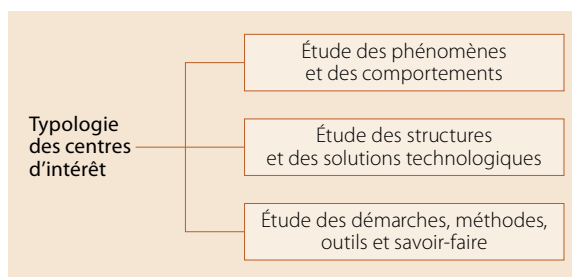 Étude des phénomènes
et des comportements
Typologie
des centres
d'intérêt
Étude des structures
et des solutions technologiques
Étude des démarches, méthodes,
outils et savoir-faire